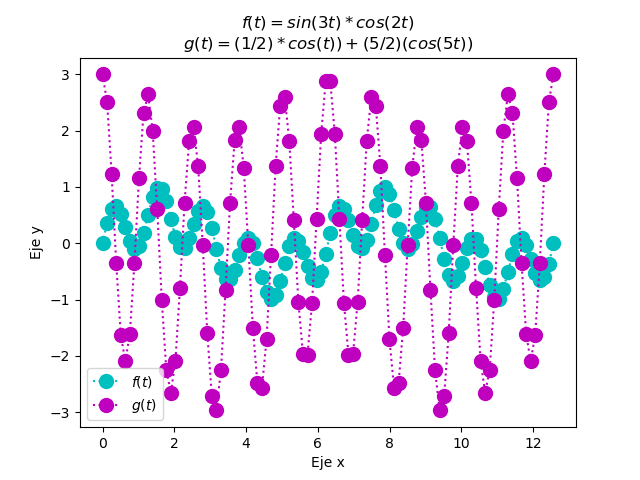 f(t) = sin(3t) * cos(2t)
g(t) = (1/2) * cos(t)) + (5/2)(cos(5t))
Eje y
3
2
1
0
−1
−2
−3
f(t)
g(t)
0 2 4 6 8 10 12
Eje x